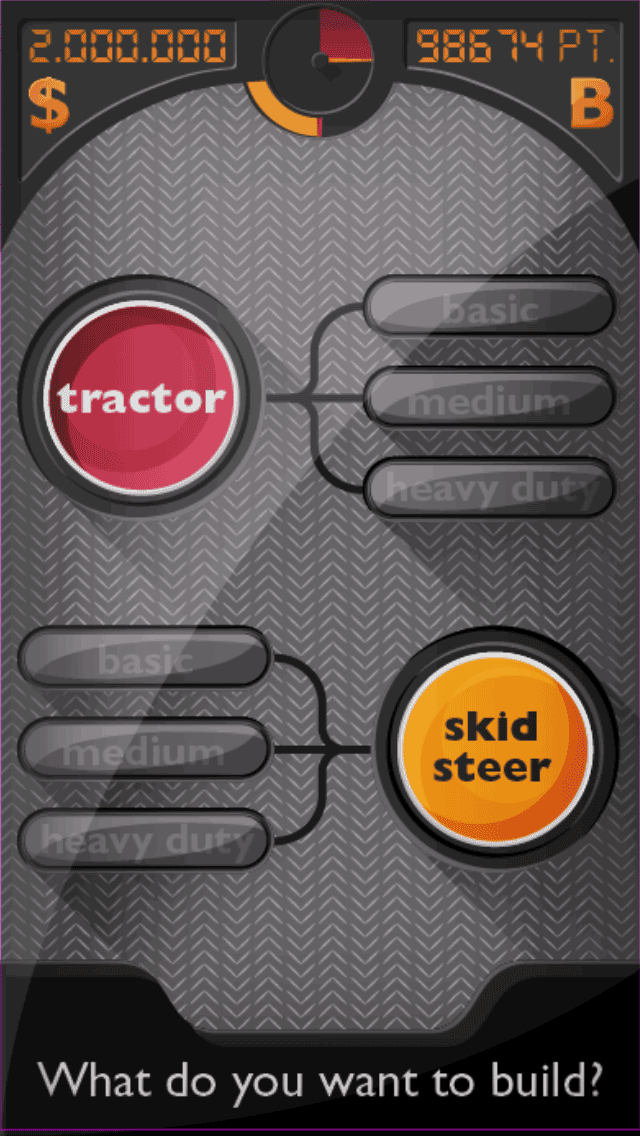 2.000.000
98674 PT.
$
B
tractor
basic
medium
heavy duty
basic
medium
heavy duty
skid
steer
What do you want to build?